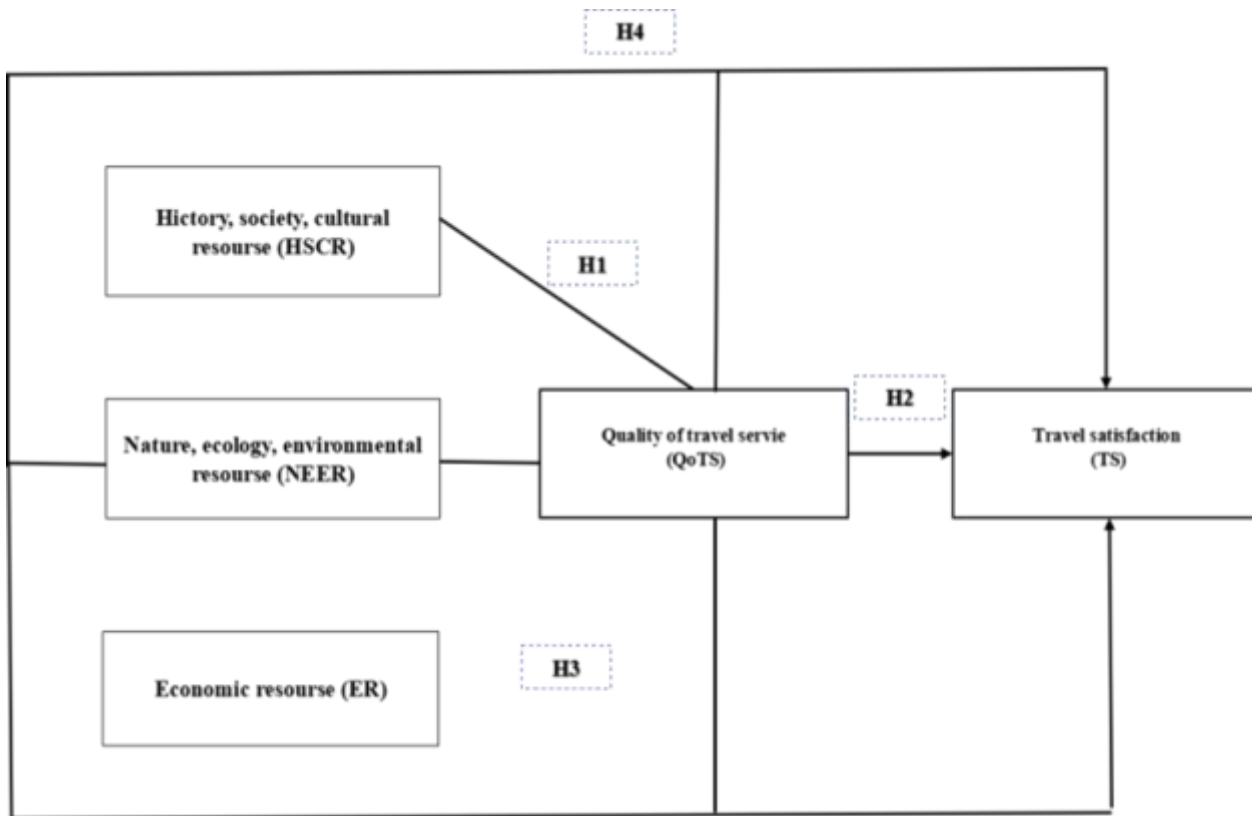 H4
Hictory, society, cultural
resourse (HSCR)
H1
Nature, ecology, environmental
resourse (NEER)
Quality of travel servie
(QoTS)
H2
Travel satisfaction
(TS)
Economic resourse (ER)
H3